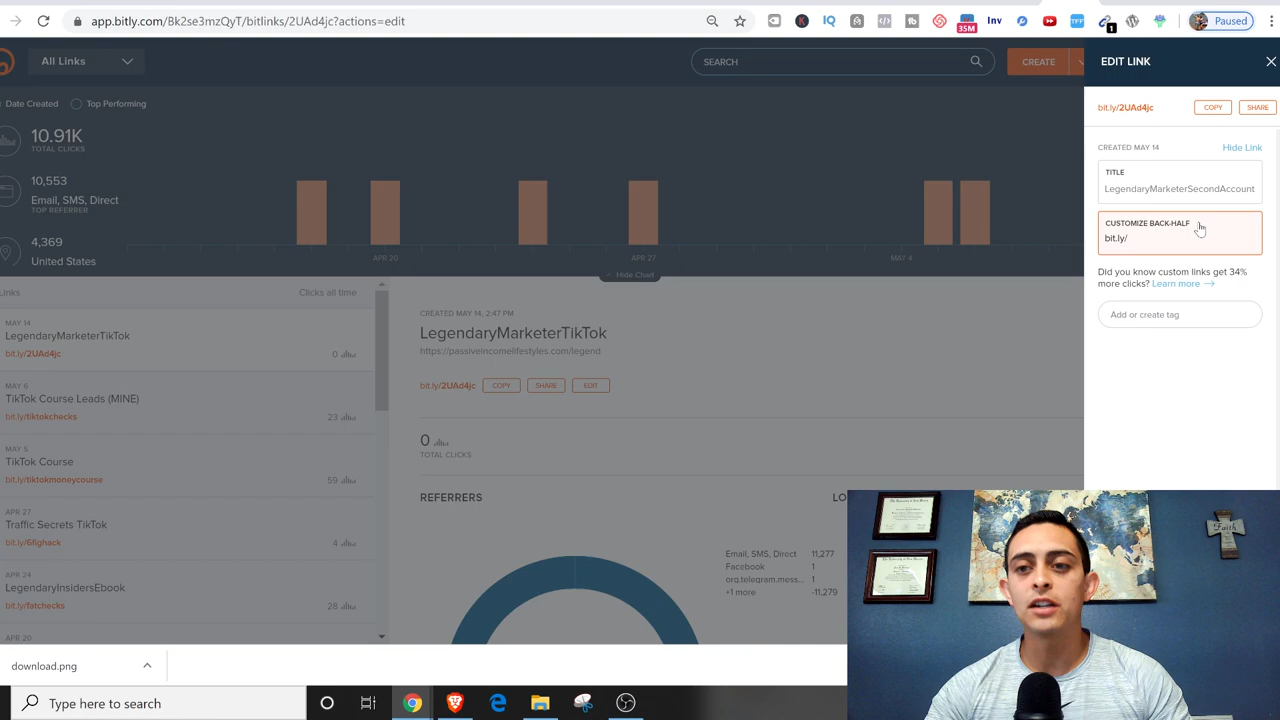 app.bitly.com/Bk2se3mzQyT/bitlinks/2UAd4jc?actions=edit
IQ
35M
Inv
TFF
1
Paused
All Links
SEARCH
CREATE
EDIT LINK
Date Created
Top Performing
bit.ly/2UAd4jc
COPY
SHARE
10.91K
TOTAL CLICKS
CREATED MAY 14
Hide Link
TITLE
LegendaryMarketerSecondAccount
10,553
Email, SMS, Direct
TOP REFERRER
CUSTOMIZE BACK-HALF
bit.ly/
4,369
United States
APR 20
APR 27
MAY 4
Hide Chart
Did you know custom links get 34%
more clicks? Learn more
Add or create tag
Links
Clicks all time
MAY 14
LegendaryMarketerTikTok
bit.ly/2UAd4jc
0
MAY 6
TikTok Course Leads (MINE)
bit.ly/tiktokchecks
23
MAY 5
TikTok Course
bit.ly/tiktokmoneycourse
59
APR 27
Traffic Secrets TikTok
bit.ly/6fighack
4
APR 24
LegendaryInsidersEbook
bit.ly/fatchecks
28
APR 20
CREATED MAY 14, 2:47 PM
LegendaryMarketerTikTok
https://passiveincomelifestyles.com/legend
bit.ly/2UAd4jc
COPY
SHARE
EDIT
0
TOTAL CLICKS
REFERRERS
LO
Email, SMS, Direct 11,277
Facebook 1
org.telegram.mess... 1
+1 more -11,279
Faith
download.png
Type here to search